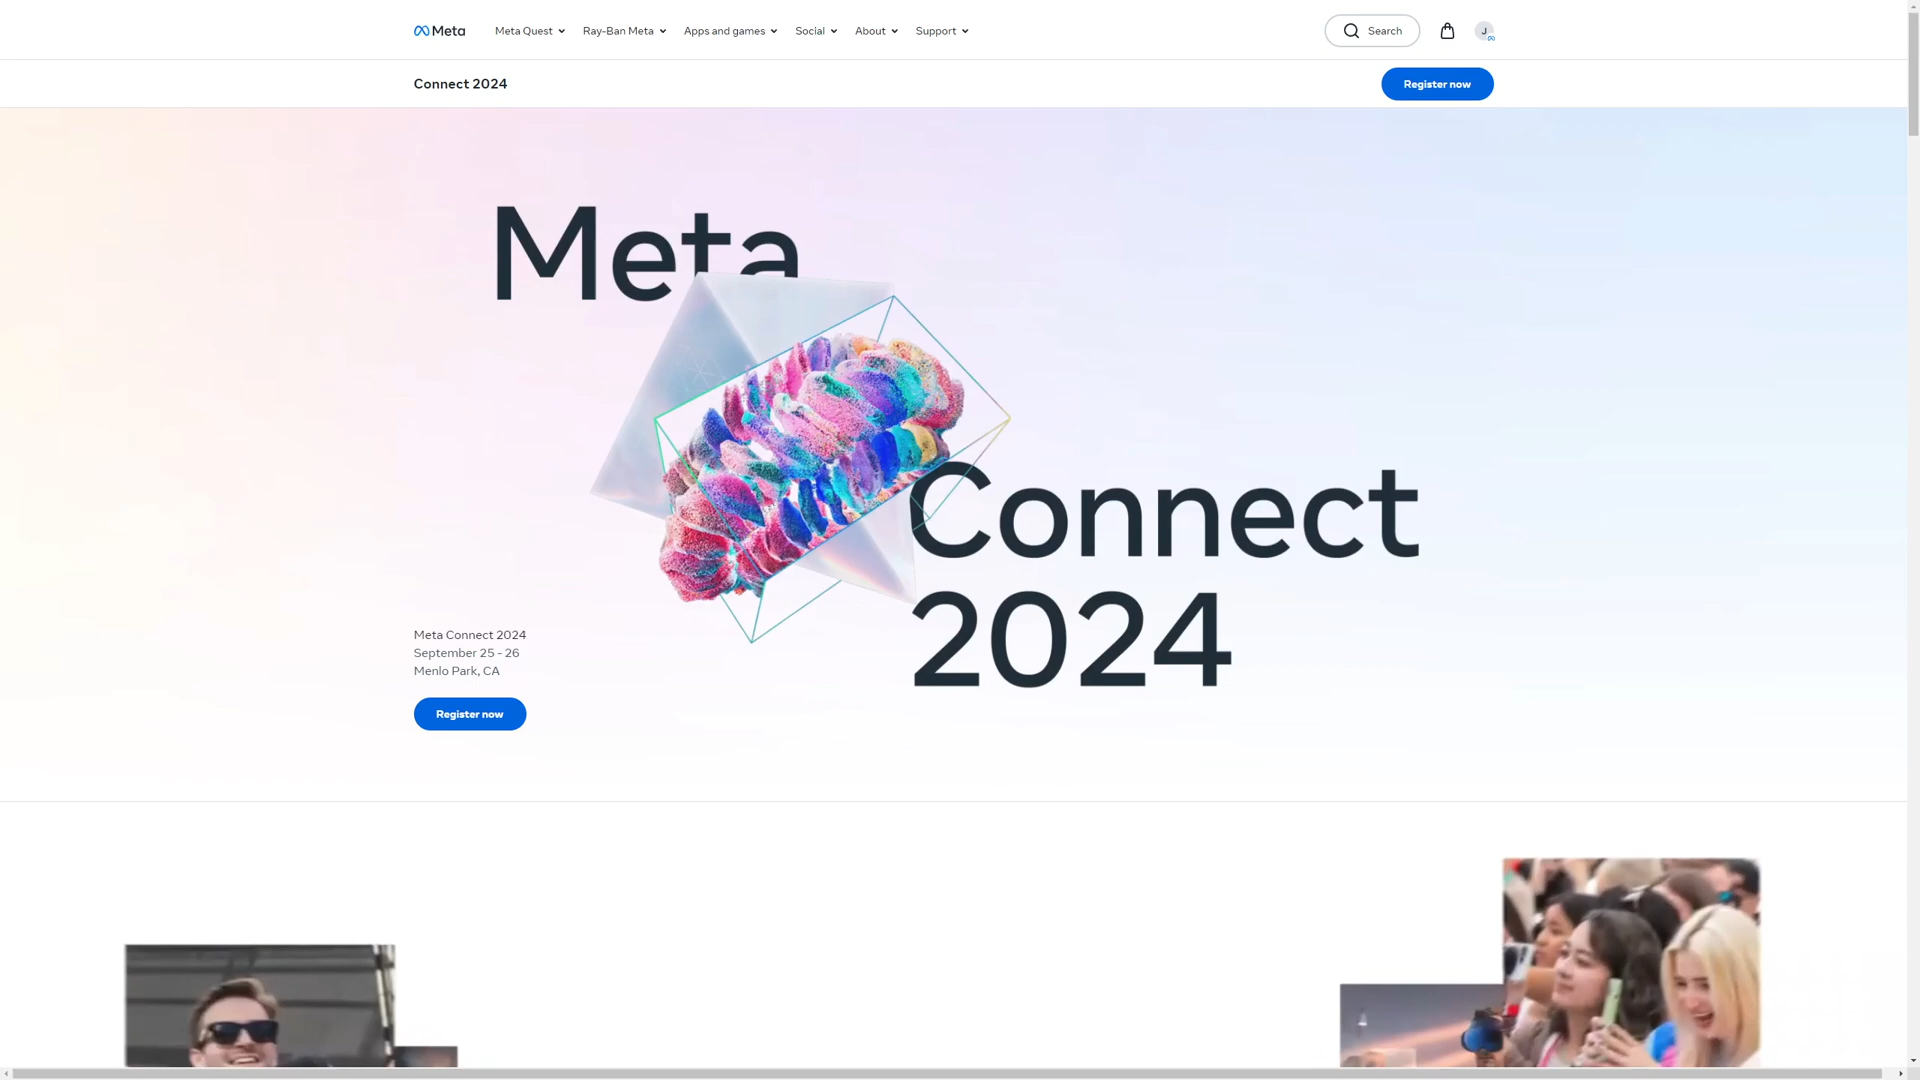 Meta
Meta Quest
Ray-Ban Meta
Apps and games
Social
About
Support
Search
J
Connect 2024
Register now
Meta
Connect
2024
Meta Connect 2024
September 25 - 26
Menlo Park, CA
Register now